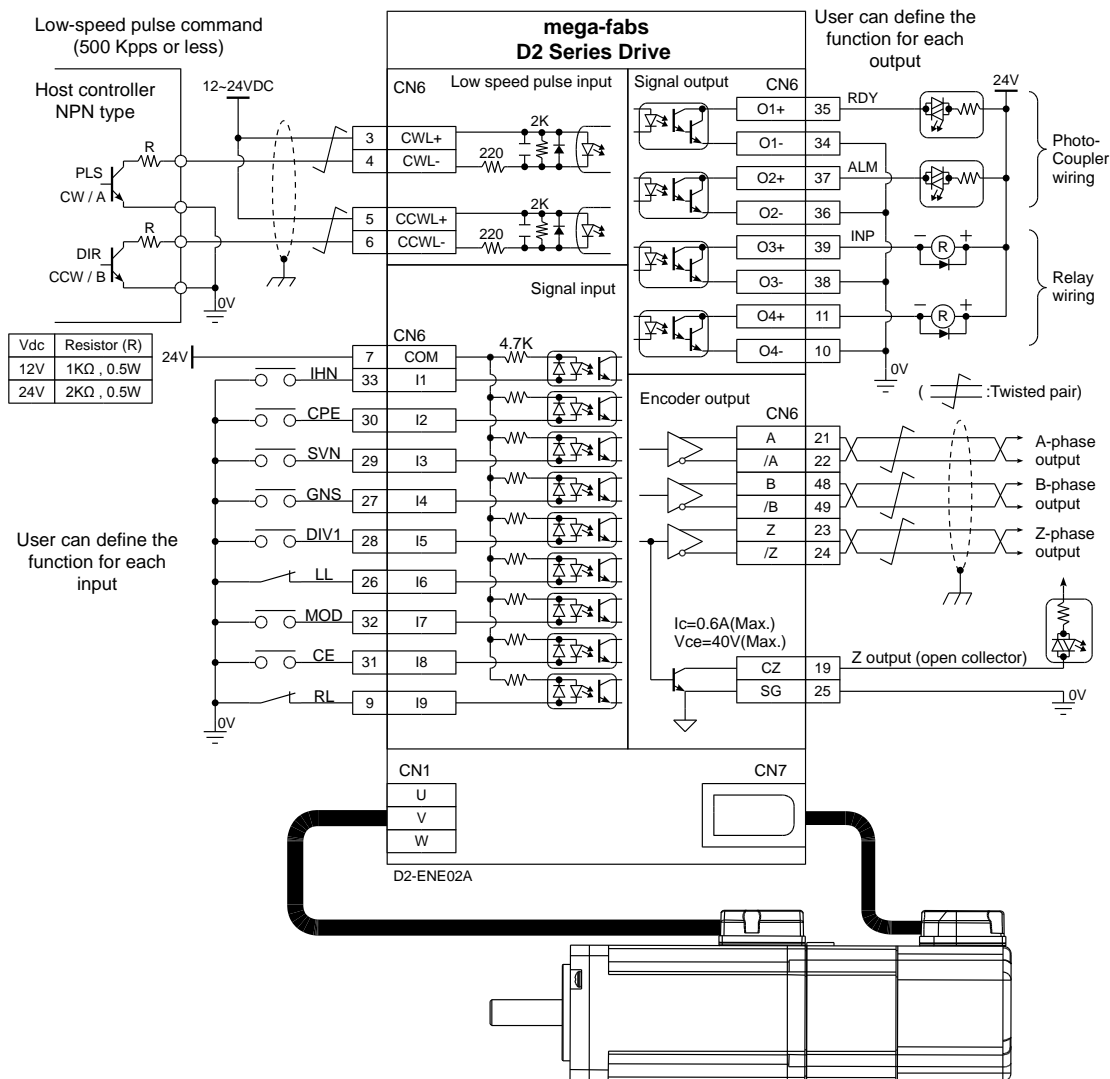 mega-fabs
D2 Series Drive
Low-speed pulse command
(500 Kpps or less)
Host controller
NPN type
12~24VDC
R
PLS
CW / A
R
DIR
CCW / B
0V
CN6
Low speed pulse input
3 CWL+
4 CWL-
2K
220
5 CCWL+
6 CCWL-
2K
220
Vdc Resistor (R)
12V 1KΩ , 0.5W
24V 2KΩ , 0.5W
Signal input
CN6
24V
7 COM
4.7K
IHN 33 I1
CPE 30 I2
SVN 29 I3
GNS 27 I4
DIV1 28 I5
LL 26 I6
MOD 32 I7
CE 31 I8
RL 9 I9
0V
User can define the
function for each
input
User can define the
function for each
output
Signal output
CN6
24V
O1+ 35 RDY
O1- 34
O2+ 37 ALM
O2- 36
O3+ 39 INP
O3- 38
O4+ 11
O4- 10
− R +
− R +
0V
Photo-
Coupler
wiring
Relay
wiring
( :Twisted pair)
Encoder output
CN6
A 21
/A 22
B 48
/B 49
Z 23
/Z 24
A-phase
output
B-phase
output
Z-phase
output
Ic=0.6A(Max.)
Vce=40V(Max.)
CZ 19
SG 25
Z output (open collector)
0V
CN1
U
V
W
CN7
D2-ENE02A